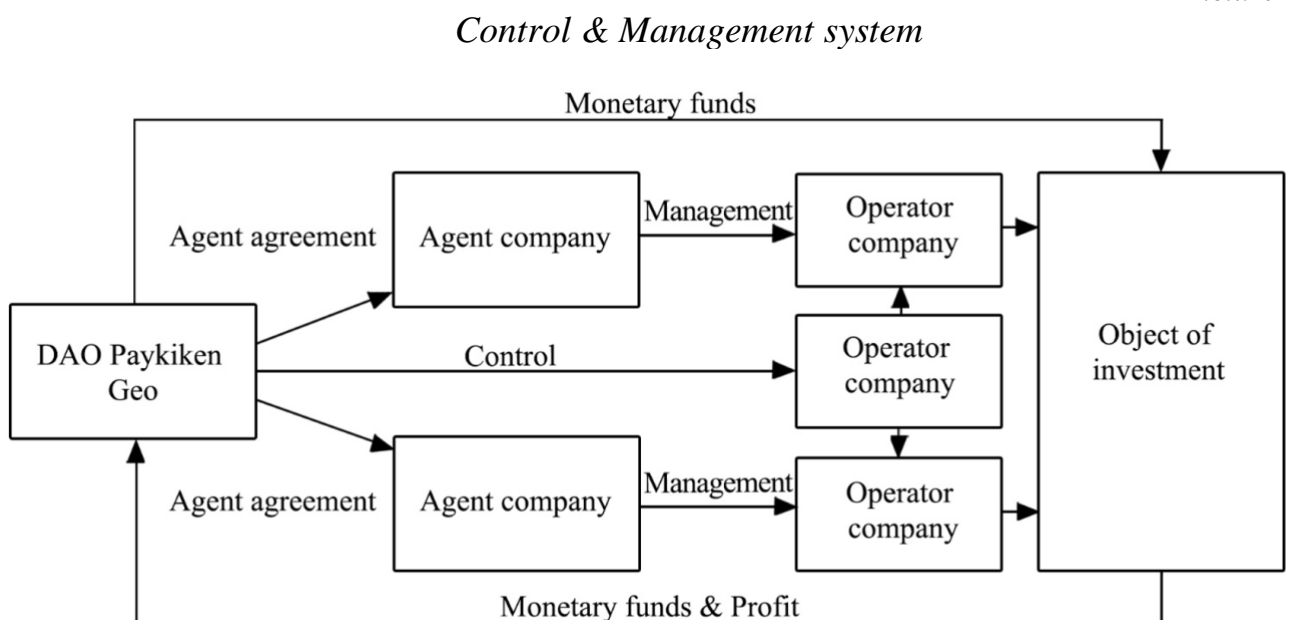 Control & Management system
Monetary funds
Agent agreement
Agent company
Management
Operator
company
DAO Paykiken
Geo
Control
Operator
company
Object of
investment
Agent agreement
Agent company
Management
Operator
company
Monetary funds & Profit